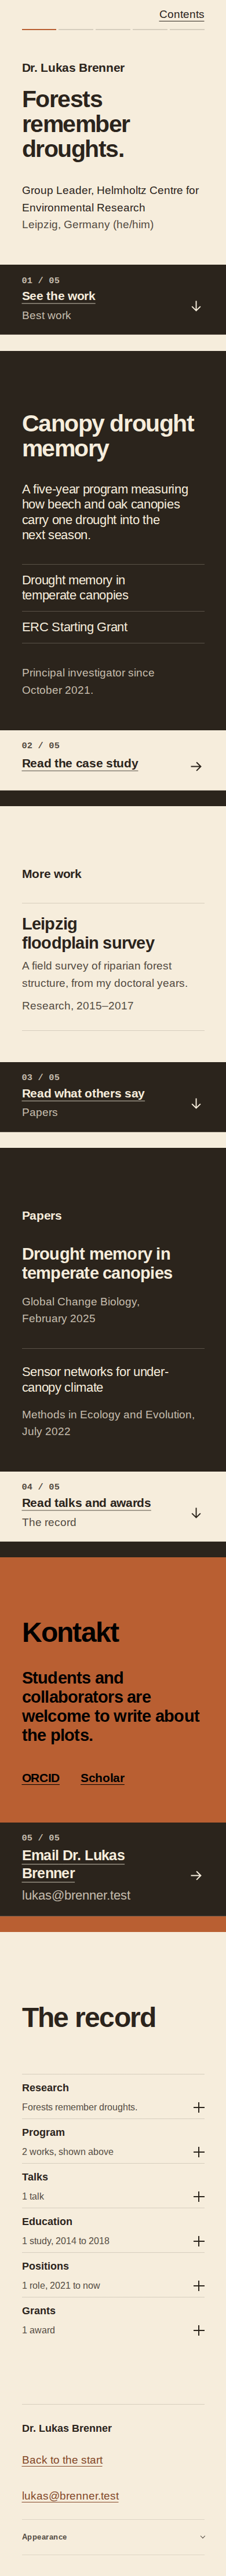 Contents
Dr. Lukas Brenner
Forests
remember
droughts.
Group Leader, Helmholtz Centre for
Environmental Research
Leipzig, Germany (he/him)
01 / 05
See the work
Best work
Canopy drought
memory
A five-year program measuring
how beech and oak canopies
carry one drought into the
next season.
Drought memory in
temperate canopies
ERC Starting Grant
Principal investigator since
October 2021.
02 / 05
Read the case study
More work
Leipzig
floodplain survey
A field survey of riparian forest
structure, from my doctoral years.
Research, 2015–2017
03 / 05
Read what others say
Papers
Papers
Drought memory in
temperate canopies
Global Change Biology,
February 2025
Sensor networks for under-
canopy climate
Methods in Ecology and Evolution,
July 2022
04 / 05
Read talks and awards
The record
Kontakt
Students and
collaborators are
welcome to write about
the plots.
ORCID Scholar
05 / 05
Email Dr. Lukas
Brenner
lukas@brenner.test
The record
Research
Forests remember droughts.
Program
2 works, shown above
Talks
1 talk
Education
1 study, 2014 to 2018
Positions
1 role, 2021 to now
Grants
1 award
Dr. Lukas Brenner
Back to the start
lukas@brenner.test
Appearance